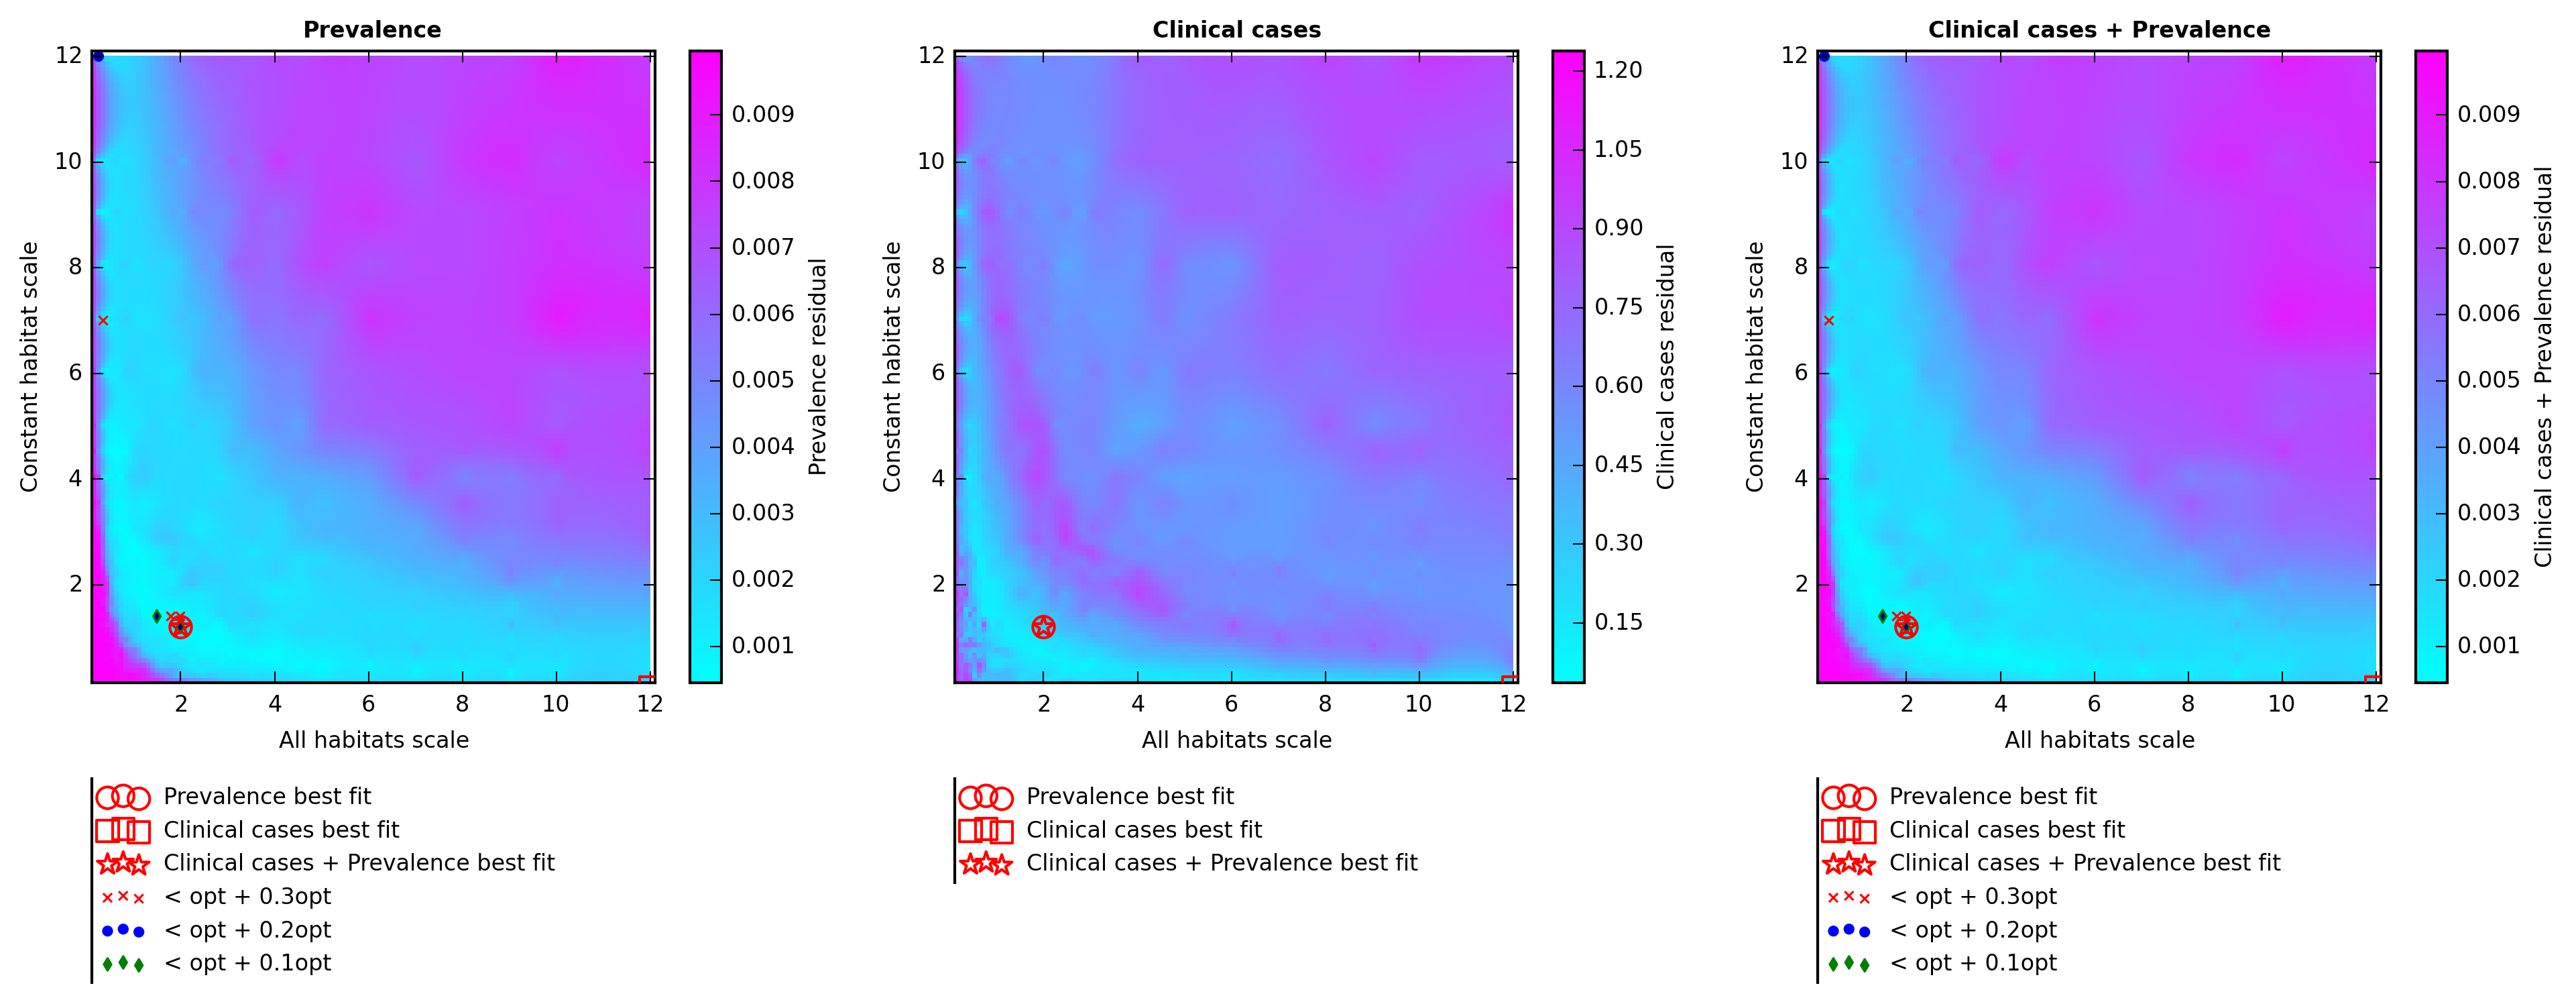 Prevalence
12
10
8
6
4
2
Constant habitat scale
2 4 6 8 10 12
All habitats scale
0.009
0.008
0.007
0.006
0.005
0.004
0.003
0.002
0.001
Prevalence residual
Prevalence best fit
Clinical cases best fit
Clinical cases + Prevalence best fit
< opt + 0.3opt
< opt + 0.2opt
< opt + 0.1opt
Clinical cases
12
10
8
6
4
2
Constant habitat scale
2 4 6 8 10 12
All habitats scale
1.20
1.05
0.90
0.75
0.60
0.45
0.30
0.15
Clinical cases residual
Prevalence best fit
Clinical cases best fit
Clinical cases + Prevalence best fit
Clinical cases + Prevalence
12
10
8
6
4
2
Constant habitat scale
2 4 6 8 10 12
All habitats scale
0.009
0.008
0.007
0.006
0.005
0.004
0.003
0.002
0.001
Clinical cases + Prevalence residual
Prevalence best fit
Clinical cases best fit
Clinical cases + Prevalence best fit
< opt + 0.3opt
< opt + 0.2opt
< opt + 0.1opt